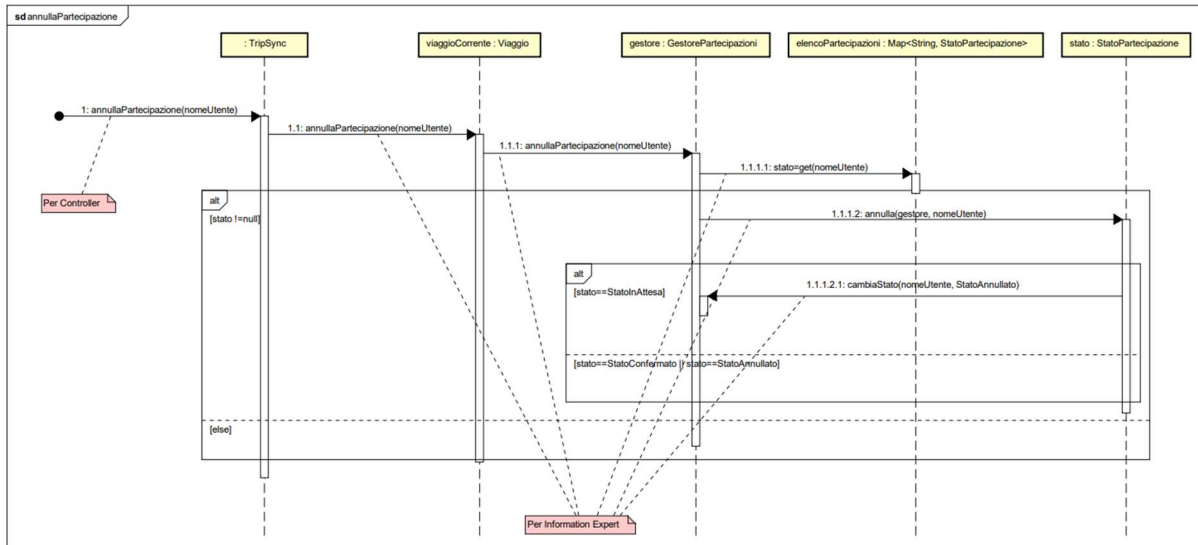 sd annullaPartecipazione
: TripSync
viaggioCorrente : Viaggio
gestore : GestorePartecipazioni
elencoPartecipazioni : Map<String, StatoPartecipazione>
stato : StatoPartecipazione
1: annullaPartecipazione(nomeUtente)
1.1: annullaPartecipazione(nomeUtente)
1.1.1: annullaPartecipazione(nomeUtente)
1.1.1.1: stato=get(nomeUtente)
Per Controller
alt
[stato !=null]
1.1.1.2: annulla(gestore, nomeUtente)
alt
[stato==StatoInAttesa]
1.1.1.2.1: cambiaStato(nomeUtente, StatoAnnullato)
[stato==StatoConfermato || stato==StatoAnnullato]
[else]
Per Information Expert